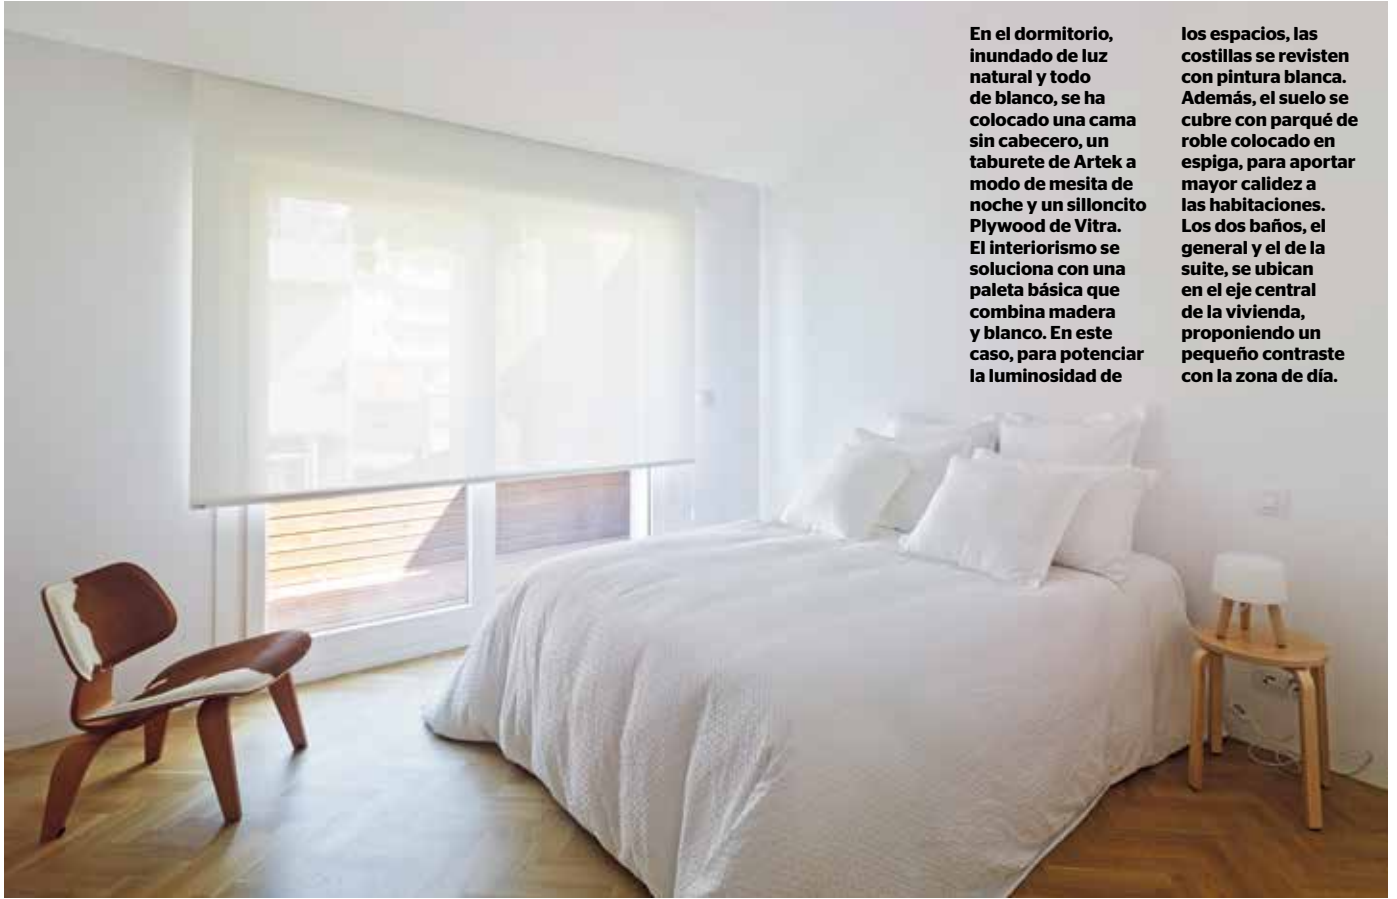 En el dormitorio,
inundado de luz
natural y todo
de blanco, se ha
colocado una cama
sin cabecero, un
taburete de Artek a
modo de mesita de
noche y un silloncito
Plywood de Vitra.
El interiorismo se
soluciona con una
paleta básica que
combina madera
y blanco. En este
caso, para potenciar
la luminosidad de
los espacios, las
costillas se revisten
con pintura blanca.
Además, el suelo se
cubre con parqué de
roble colocado en
espiga, para aportar
mayor calidez a
las habitaciones.
Los dos baños, el
general y el de la
suite, se ubican
en el eje central
de la vivienda,
proponiendo un
pequeño contraste
con la zona de día.